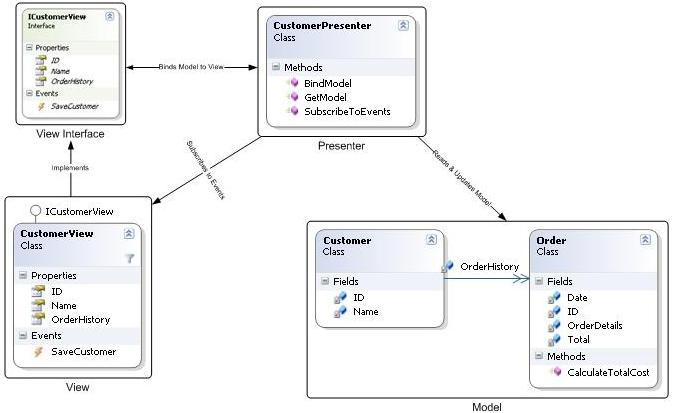 ICustomerView
Interface
Properties
ID
Name
OrderHistory
Events
SaveCustomer
View Interface
Binds Model to View
CustomerPresenter
Class
Methods
BindModel
GetModel
SubscribeToEvents
Presenter
Implements
Subscribes to Events
Reads & Updates Model
ICustomerView
CustomerView
Class
Properties
ID
Name
OrderHistory
Events
SaveCustomer
View
Customer
Class
Fields
ID
Name
OrderHistory
Order
Class
Fields
Date
ID
OrderDetails
Total
Methods
CalculateTotalCost
Model